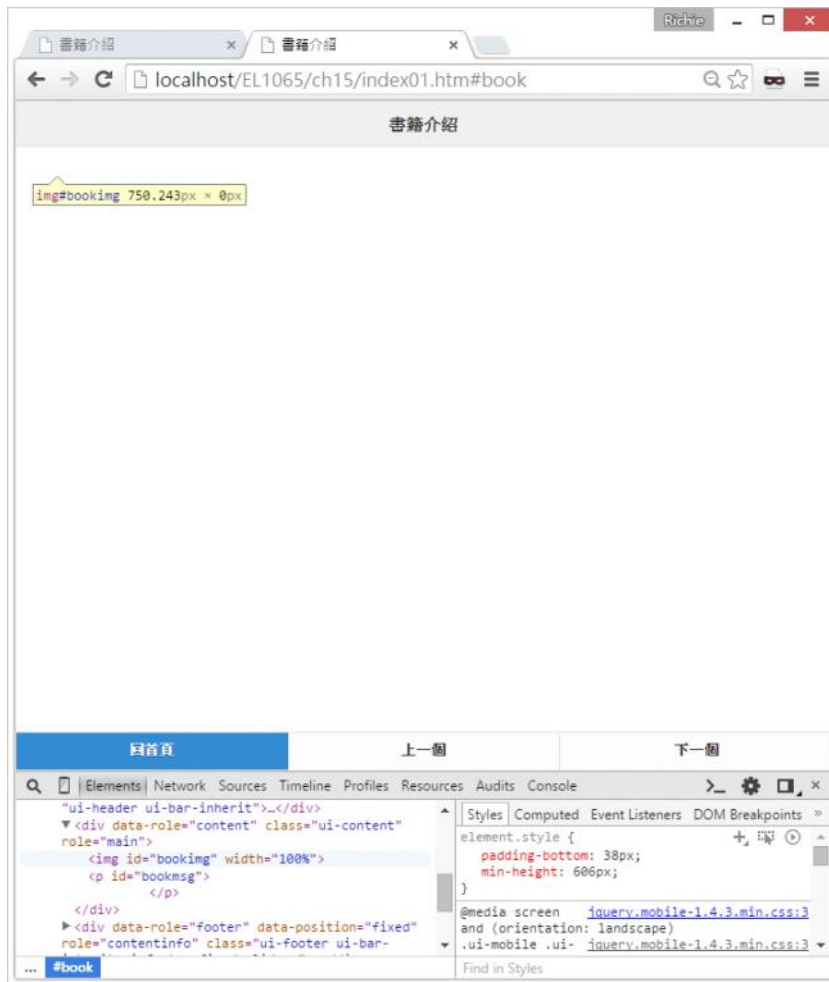 Richie
書籍介紹
書籍介紹
localhost/EL1065/ch15/index01.htm#book
書籍介紹
img#bookimg 750.243px × 0px
回首頁 上一個 下一個
Elements Network Sources Timeline Profiles Resources Audits Console
"ui-header ui-bar-inherit">…</div>
▼<div data-role="content" class="ui-content"
role="main">
<img id="bookimg" width="100%">
<p id="bookmsg">
</p>
</div>
▶<div data-role="footer" data-position="fixed"
role="contentinfo" class="ui-footer ui-bar-
... #book
Styles Computed Event Listeners DOM Breakpoints »
element.style {
padding-bottom: 38px;
min-height: 606px;
}
@media screen jquery.mobile-1.4.3.min.css:3
and (orientation: landscape)
.ui-mobile .ui- jquery.mobile-1.4.3.min.css:3
Find in Styles